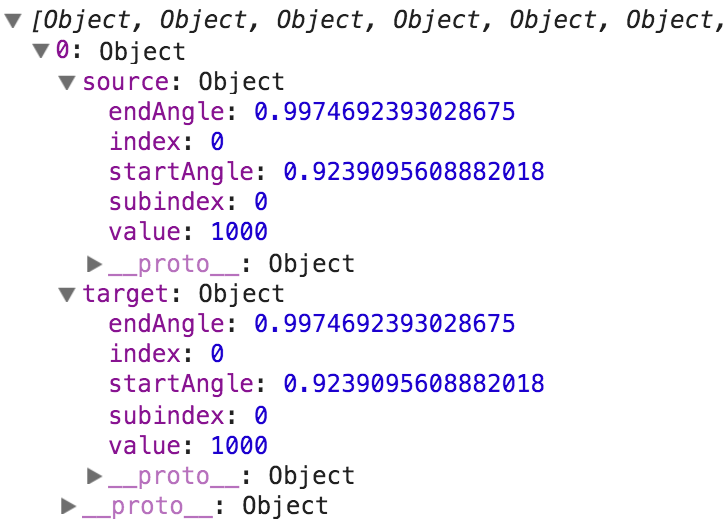 [Object, Object, Object, Object, Object, Object,
0: Object
source: Object
endAngle: 0.9974692393028675
index: 0
startAngle: 0.9239095608882018
subindex: 0
value: 1000
__proto__: Object
target: Object
endAngle: 0.9974692393028675
index: 0
startAngle: 0.9239095608882018
subindex: 0
value: 1000
__proto__: Object
__proto__: Object